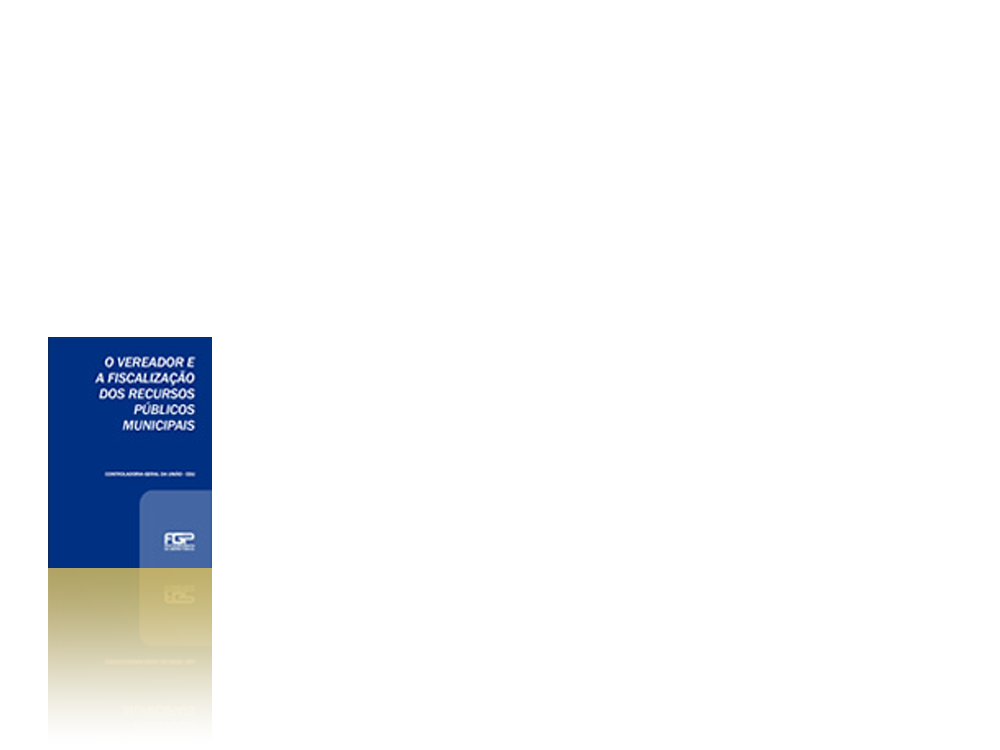 O VEREADOR E
A FISCALIZAÇÃO
DOS RECURSOS
PÚBLICOS
MUNICIPAIS
CONTROLADORIA-GERAL DA UNIÃO - CGU
FGP